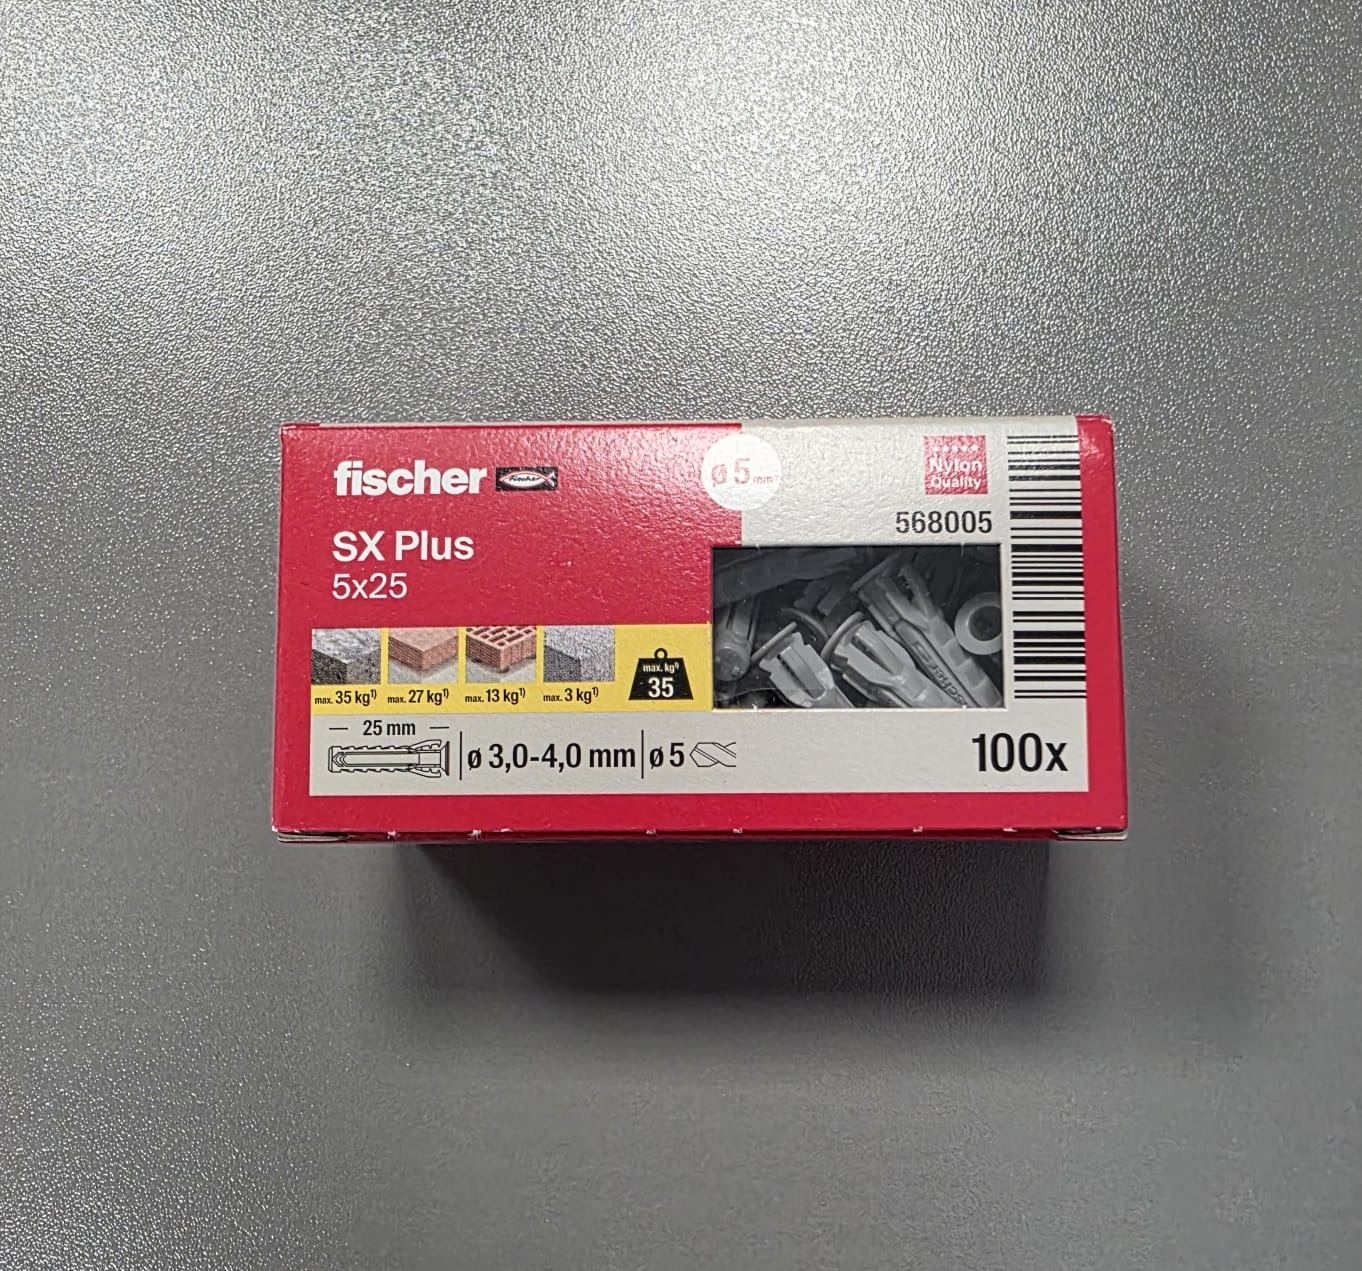 fischer fischer
SX Plus
5x25
ø 5 mm
Nylon
Quality
568005
max. 35 kg¹⁾ max. 27 kg¹⁾ max. 13 kg¹⁾ max. 3 kg¹⁾
max. kg¹⁾
35
25 mm
ø 3,0-4,0 mm ø 5
100x